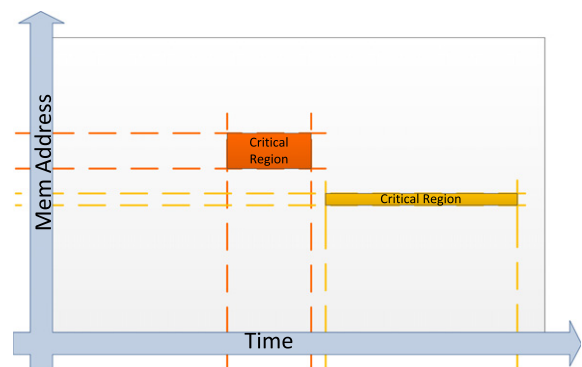 Mem Address
Critical
Region
Critical Region
Time